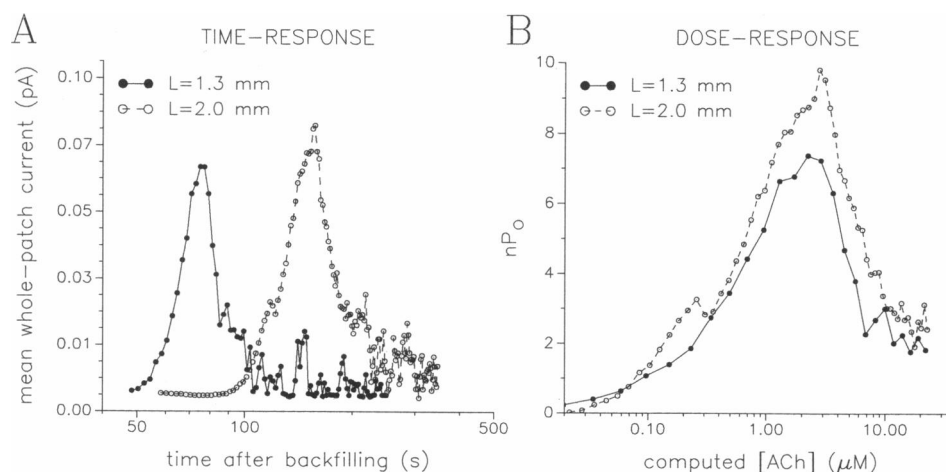 A
TIME-RESPONSE
mean whole-patch current (pA)
0.10
0.07
0.05
0.03
0.01
0.00
L=1.3 mm
L=2.0 mm
50
100
500
time after backfilling (s)
B
DOSE-RESPONSE
nPO
10
8
6
4
2
0
L=1.3 mm
L=2.0 mm
0.10
1.00
10.00
computed [ACh] (μM)